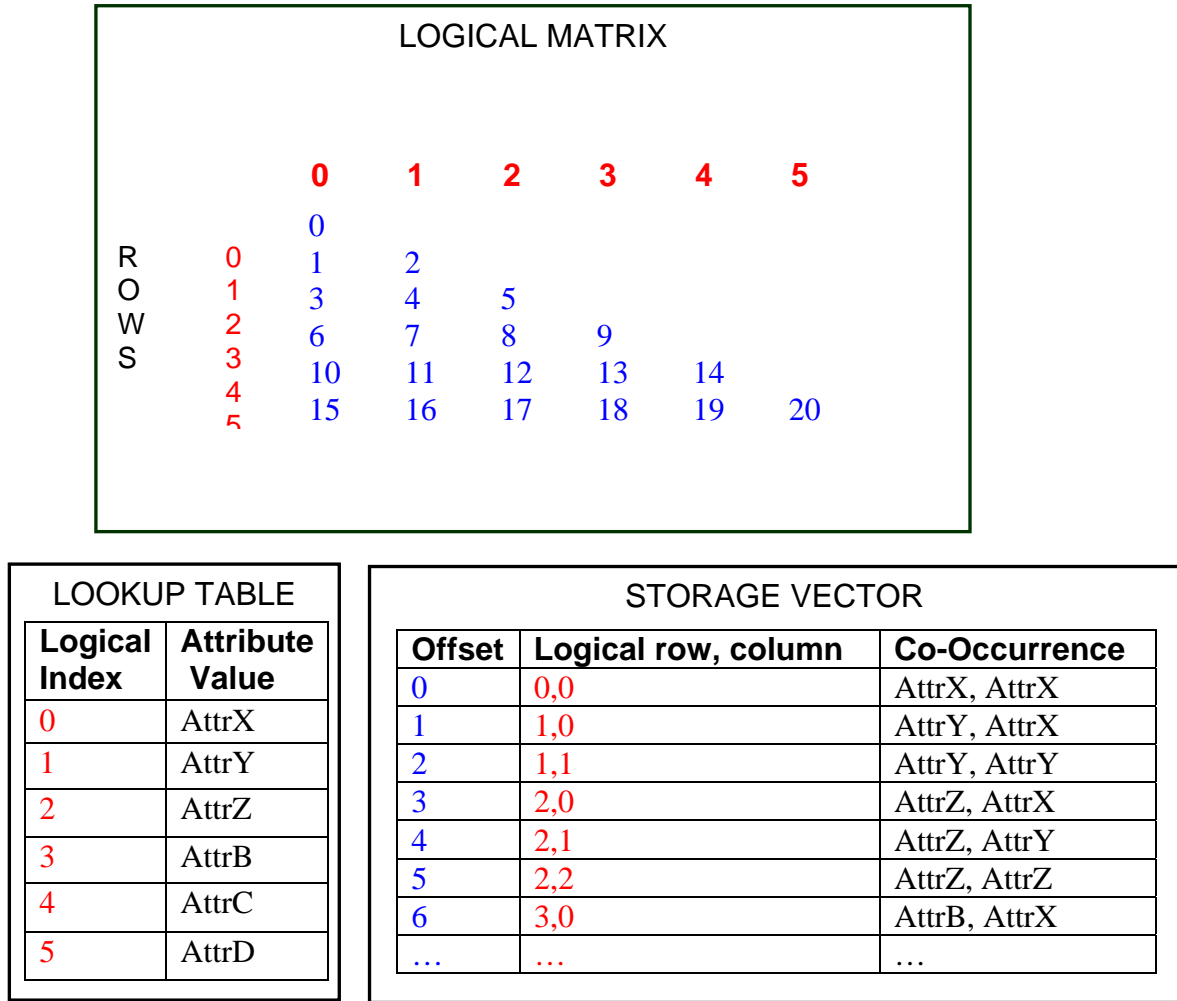 LOGICAL MATRIX
0 1 2 3 4 5
ROWS
0
1
2
3
4
5
0
1 2
3 4 5
6 7 8 9
10 11 12 13 14
15 16 17 18 19 20
LOOKUP TABLE
Logical Index Attribute Value
0 AttrX
1 AttrY
2 AttrZ
3 AttrB
4 AttrC
5 AttrD
STORAGE VECTOR
Offset Logical row, column Co-Occurrence
0 0,0 AttrX, AttrX
1 1,0 AttrY, AttrX
2 1,1 AttrY, AttrY
3 2,0 AttrZ, AttrX
4 2,1 AttrZ, AttrY
5 2,2 AttrZ, AttrZ
6 3,0 AttrB, AttrX
… … …